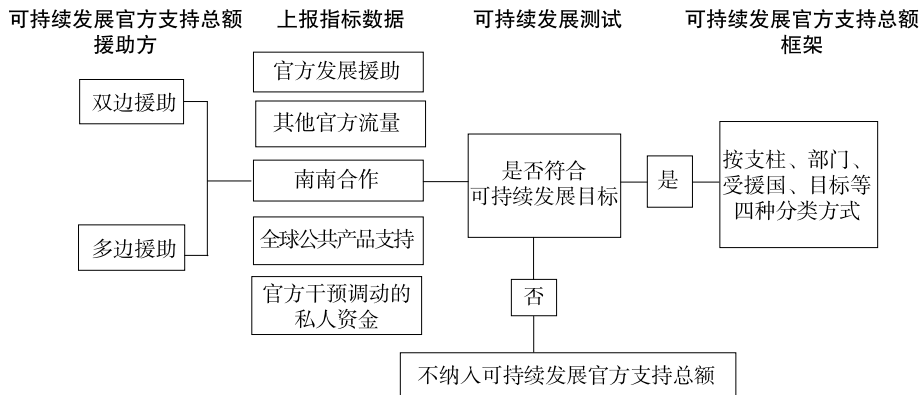 可持续发展官方支持总额
援助方
上报指标数据
可持续发展测试
可持续发展官方支持总额
框架
双边援助
多边援助
官方发展援助
其他官方流量
南南合作
全球公共产品支持
官方干预调动的
私人资金
是否符合
可持续发展目标
是
否
按支柱、部门、
受援国、目标等
四种分类方式
不纳入可持续发展官方支持总额